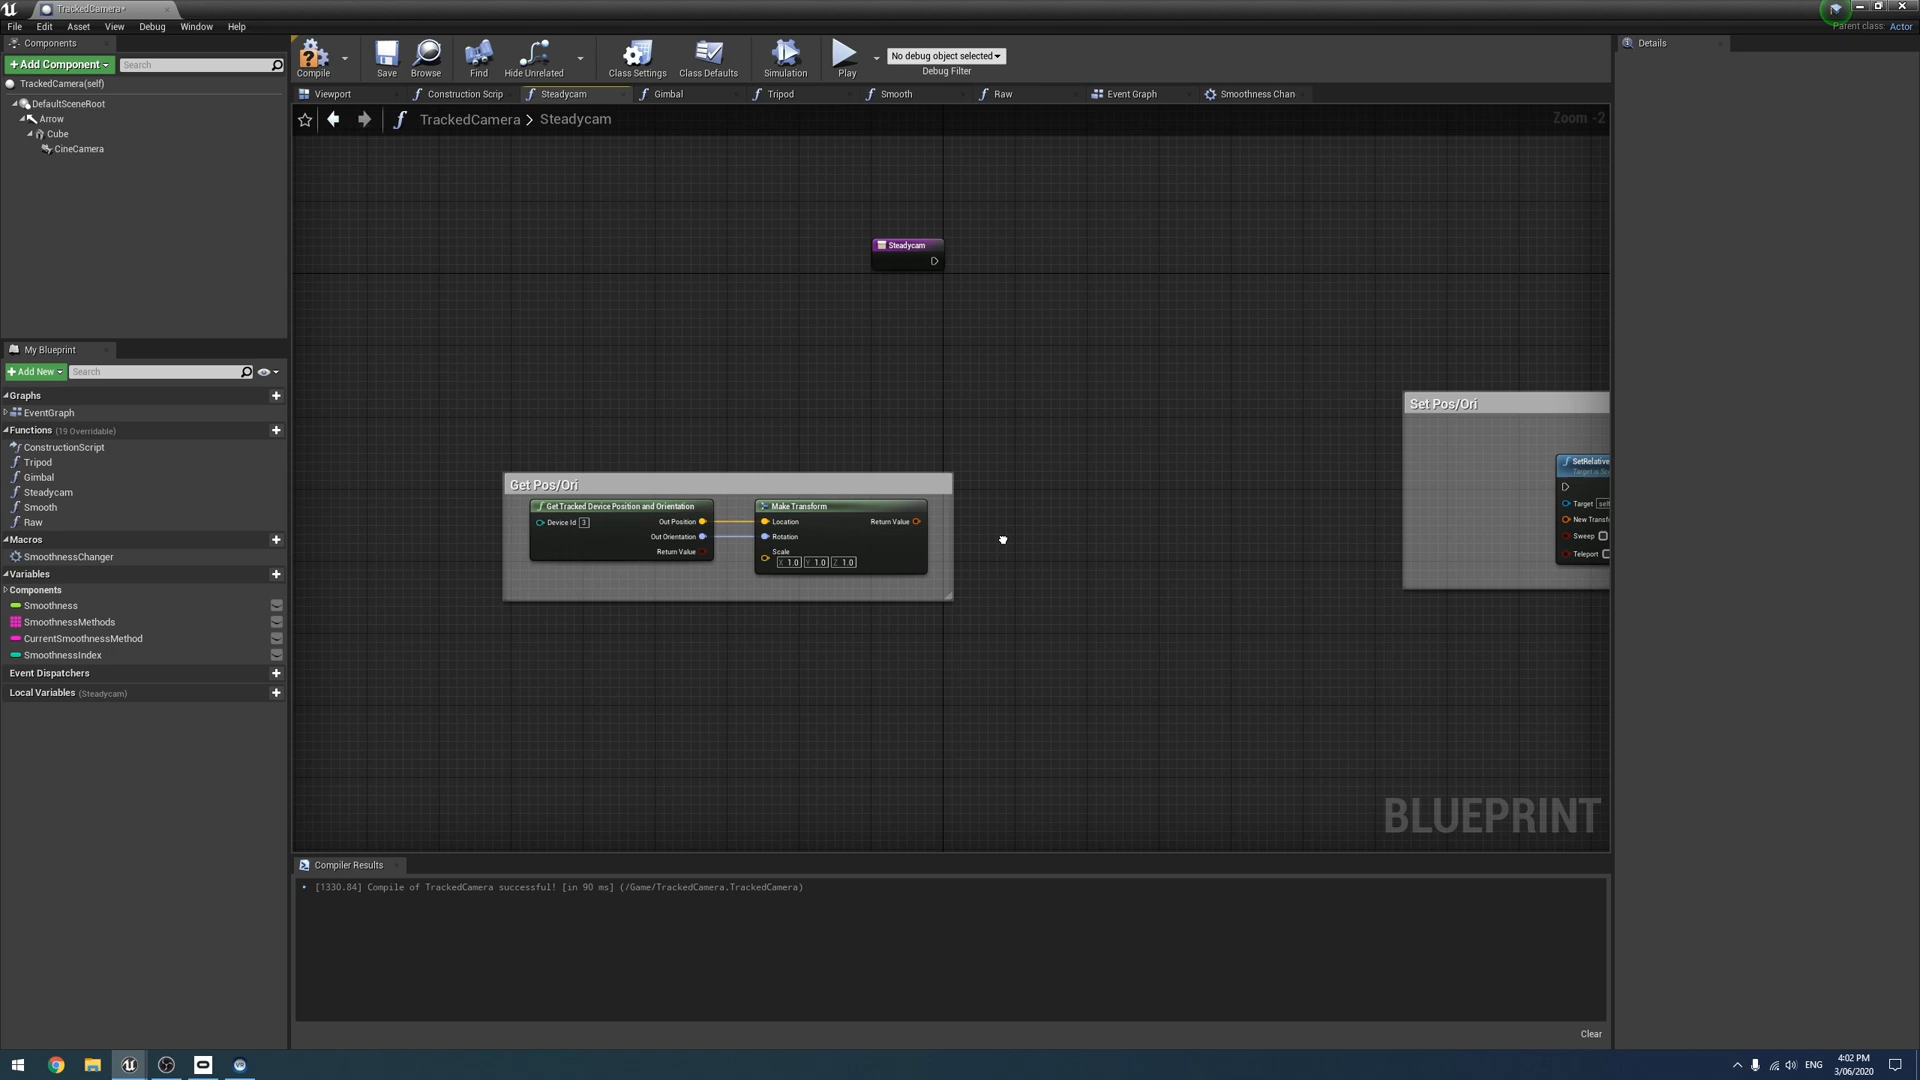 TrackedCamera*
File Edit Asset View Debug Window Help
Parent class: Actor
Components
+Add Component
Search
TrackedCamera(self)
DefaultSceneRoot
Arrow
Cube
CineCamera
Compile
Save
Browse
Find
Hide Unrelated
Class Settings
Class Defaults
Simulation
Play
No debug object selected
Debug Filter
Details
Viewport
Construction Scrip
Steadycam
Gimbal
Tripod
Smooth
Raw
Event Graph
Smoothness Chan
TrackedCamera > Steadycam
Zoom -2
Steadycam
Set Pos/Ori
SetRelative
Target
New Transf
Sweep
Teleport
Get Pos/Ori
Get Tracked Device Position and Orientation
Device Id 3
Out Position
Out Orientation
Return Value
Make Transform
Location
Return Value
Rotation
Scale
X 1.0 Y 1.0 Z 1.0
BLUEPRINT
My Blueprint
+Add New
Search
Graphs
EventGraph
Functions (19 Overridable)
ConstructionScript
Tripod
Gimbal
Steadycam
Smooth
Raw
Macros
SmoothnessChanger
Variables
Components
Smoothness
SmoothnessMethods
CurrentSmoothnessMethod
SmoothnessIndex
Event Dispatchers
Local Variables (Steadycam)
Compiler Results
[1330.84] Compile of TrackedCamera successful! [in 90 ms] (/Game/TrackedCamera.TrackedCamera)
Clear
ENG
4:02 PM
3/06/2020